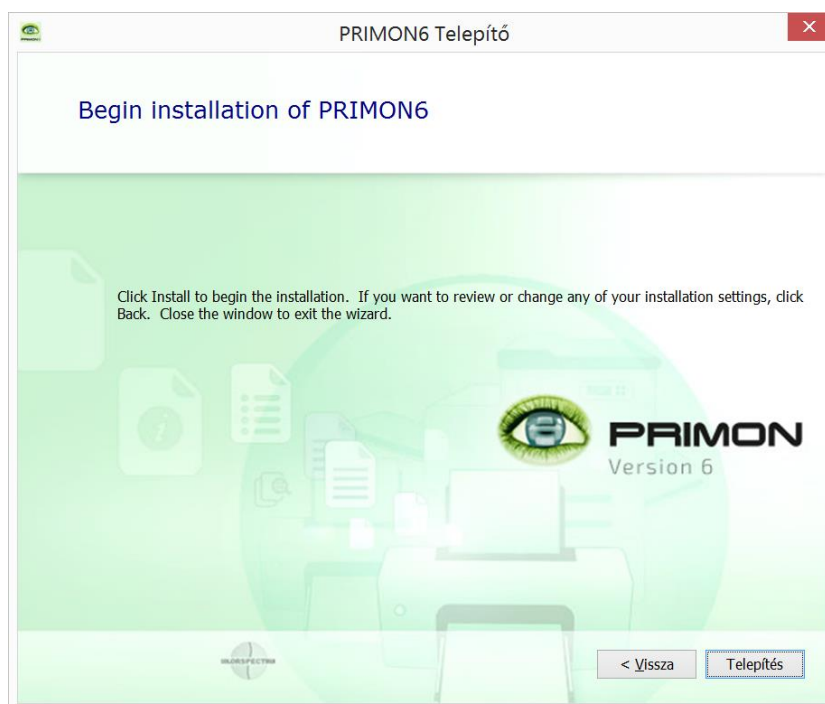 PRIMON6 Telepítő
Begin installation of PRIMON6
Click Install to begin the installation.  If you want to review or change any of your installation settings, click
Back.  Close the window to exit the wizard.
PRIMON
Version 6
< Vissza
Telepítés